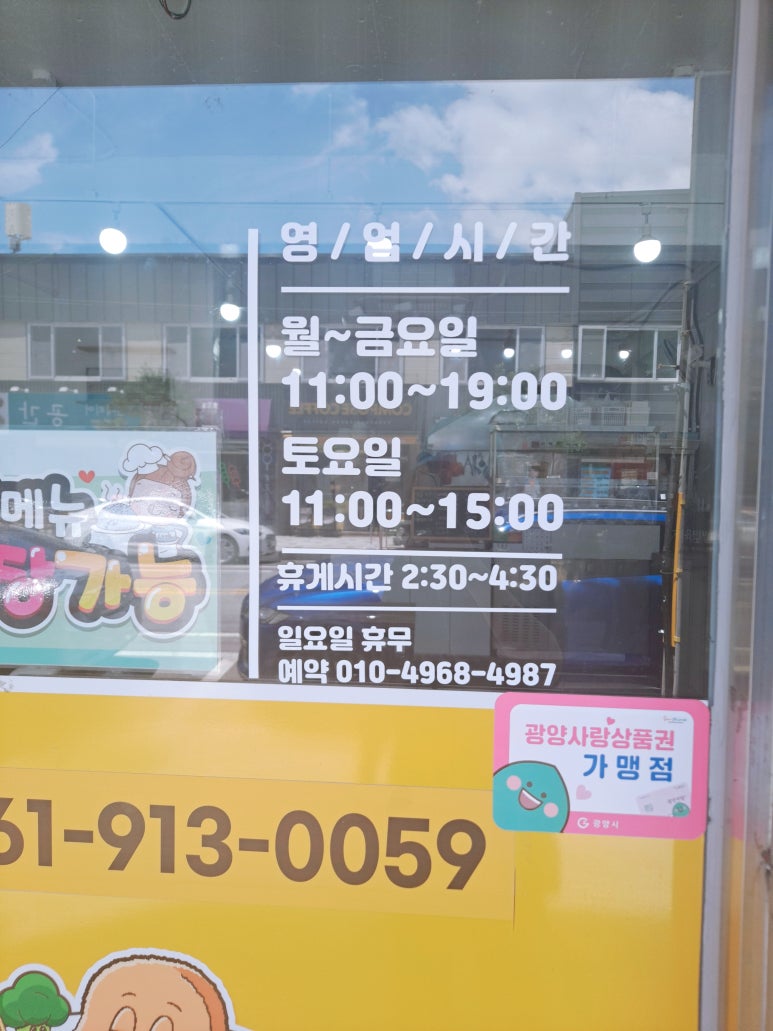 영/업/시/간
월~금요일
11:00~19:00
토요일
11:00~15:00
휴게시간 2:30~4:30
일요일 휴무
예약 010-4968-4987
메뉴
당가능
광양사랑상품권
가맹점
광양시
61-913-0059